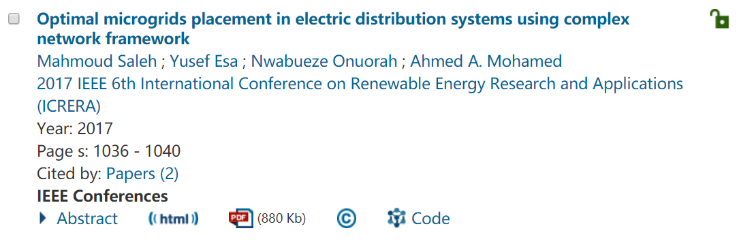 Optimal microgrids placement in electric distribution systems using complex
network framework
Mahmoud Saleh ; Yusef Esa ; Nwabueze Onuorah ; Ahmed A. Mohamed
2017 IEEE 6th International Conference on Renewable Energy Research and Applications
(ICRERA)
Year: 2017
Page s: 1036 - 1040
Cited by: Papers (2)
IEEE Conferences
Abstract ((html)) PDF (880 Kb) © Code